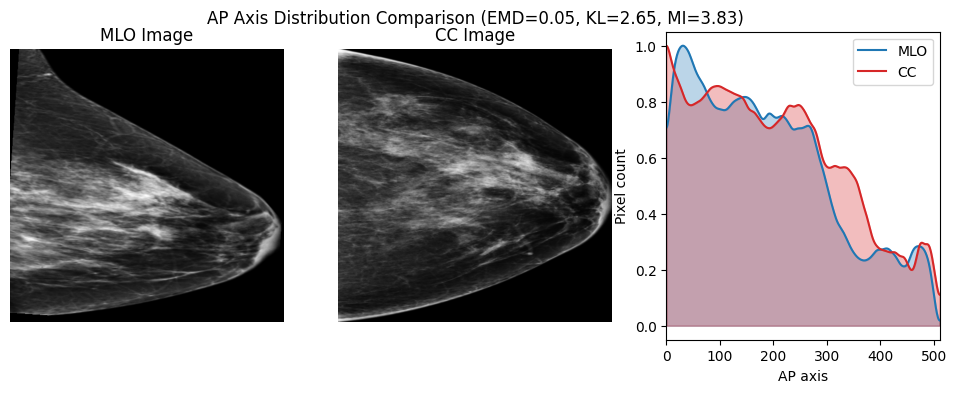 AP Axis Distribution Comparison (EMD=0.05, KL=2.65, MI=3.83)
MLO Image
CC Image
MLO
CC
Pixel count
1.0
0.8
0.6
0.4
0.2
0.0
0 100 200 300 400 500
AP axis